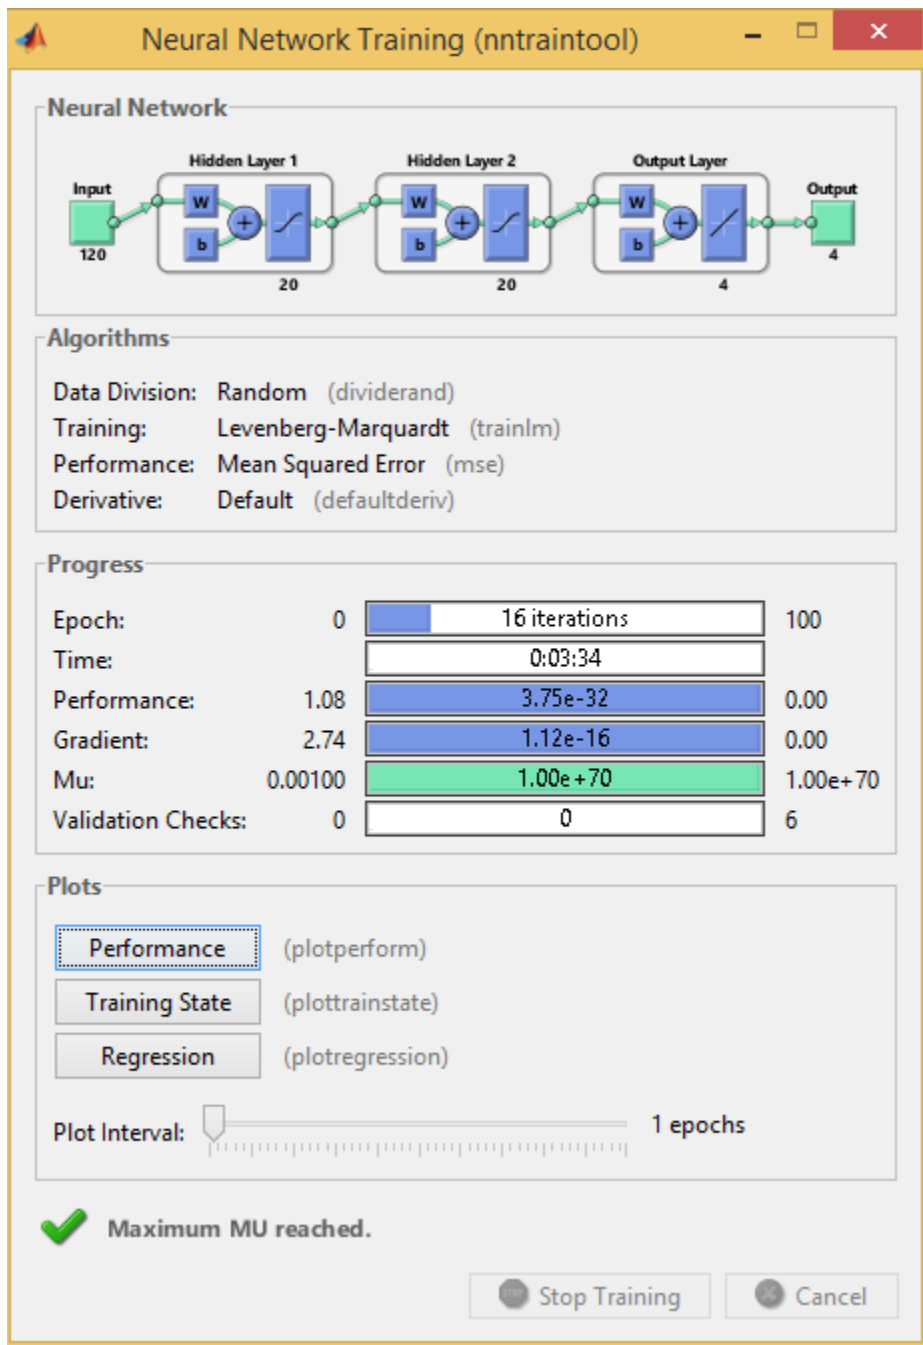 Neural Network Training (nntraintool)
Neural Network
Hidden Layer 1 Hidden Layer 2 Output Layer
Input Output
W W W
+ + +
b b b
120 4
20 20 4
Algorithms
Data Division: Random (dividerand)
Training: Levenberg-Marquardt (trainlm)
Performance: Mean Squared Error (mse)
Derivative: Default (defaultderiv)
Progress
Epoch: 0 16 iterations 100
Time: 0:03:34
Performance: 1.08 3.75e-32 0.00
Gradient: 2.74 1.12e-16 0.00
Mu: 0.00100 1.00e+70 1.00e+70
Validation Checks: 0 0 6
Plots
Performance (plotperform)
Training State (plottrainstate)
Regression (plotregression)
Plot Interval: 1 epochs
Maximum MU reached.
Stop Training Cancel